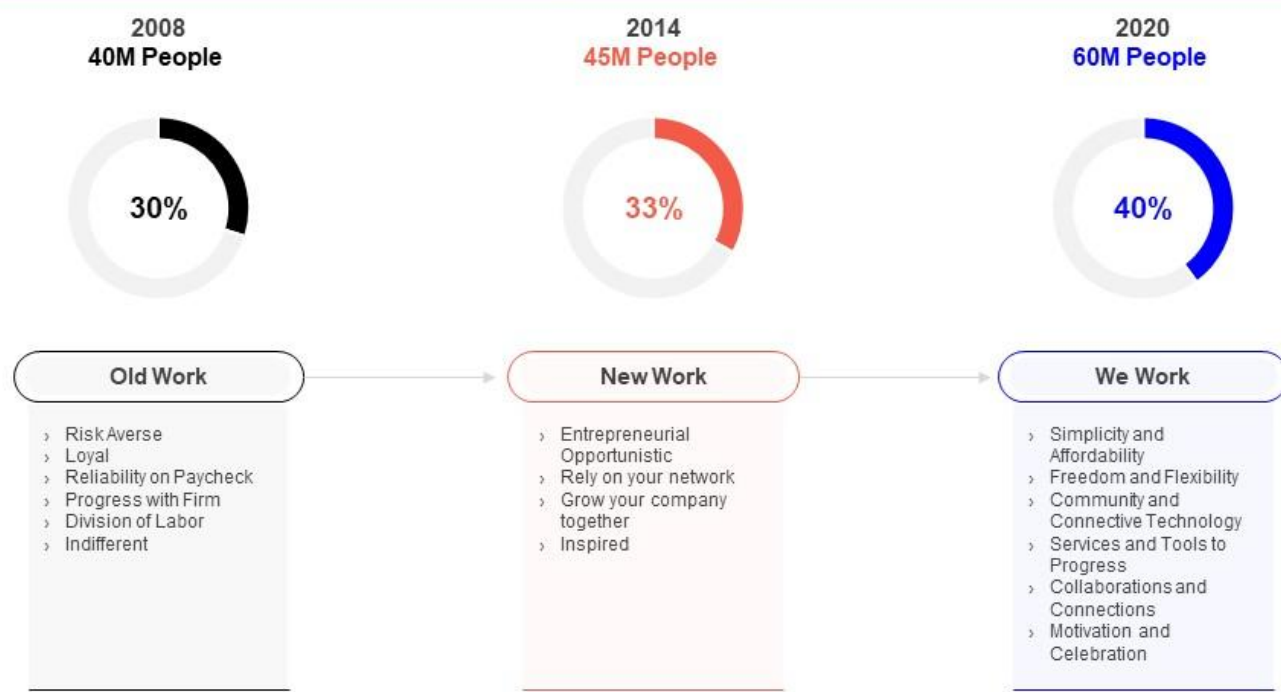 2008
40M People
2014
45M People
2020
60M People
30%
33%
40%
Old Work
New Work
We Work
› Risk Averse
› Loyal
› Reliability on Paycheck
› Progress with Firm
› Division of Labor
› Indifferent
› Entrepreneurial
Opportunistic
› Rely on your network
› Grow your company
together
› Inspired
› Simplicity and
Affordability
› Freedom and Flexibility
› Community and
Connective Technology
› Services and Tools to
Progress
› Collaborations and
Connections
› Motivation and
Celebration